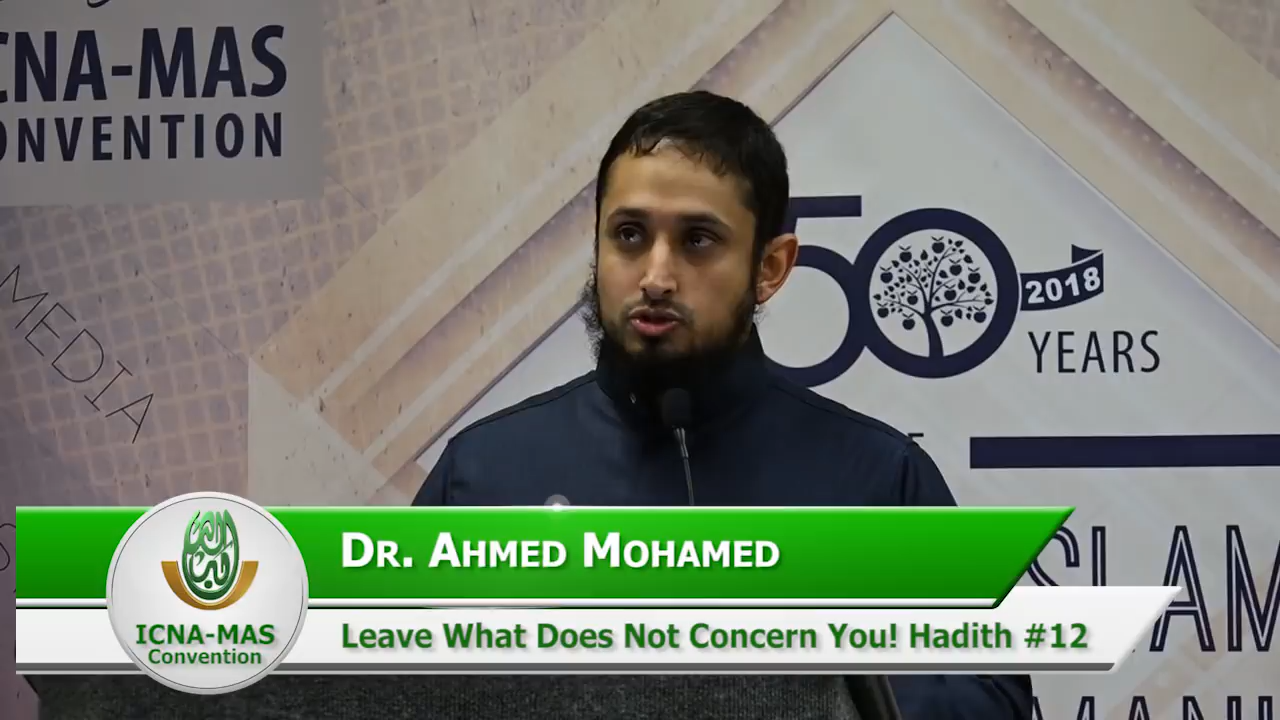 CNA-MAS
ONVENTION
MEDIA
50
2018
YEARS
SLAM
DR. AHMED MOHAMED
Leave What Does Not Concern You! Hadith #12
ICNA-MAS
Convention